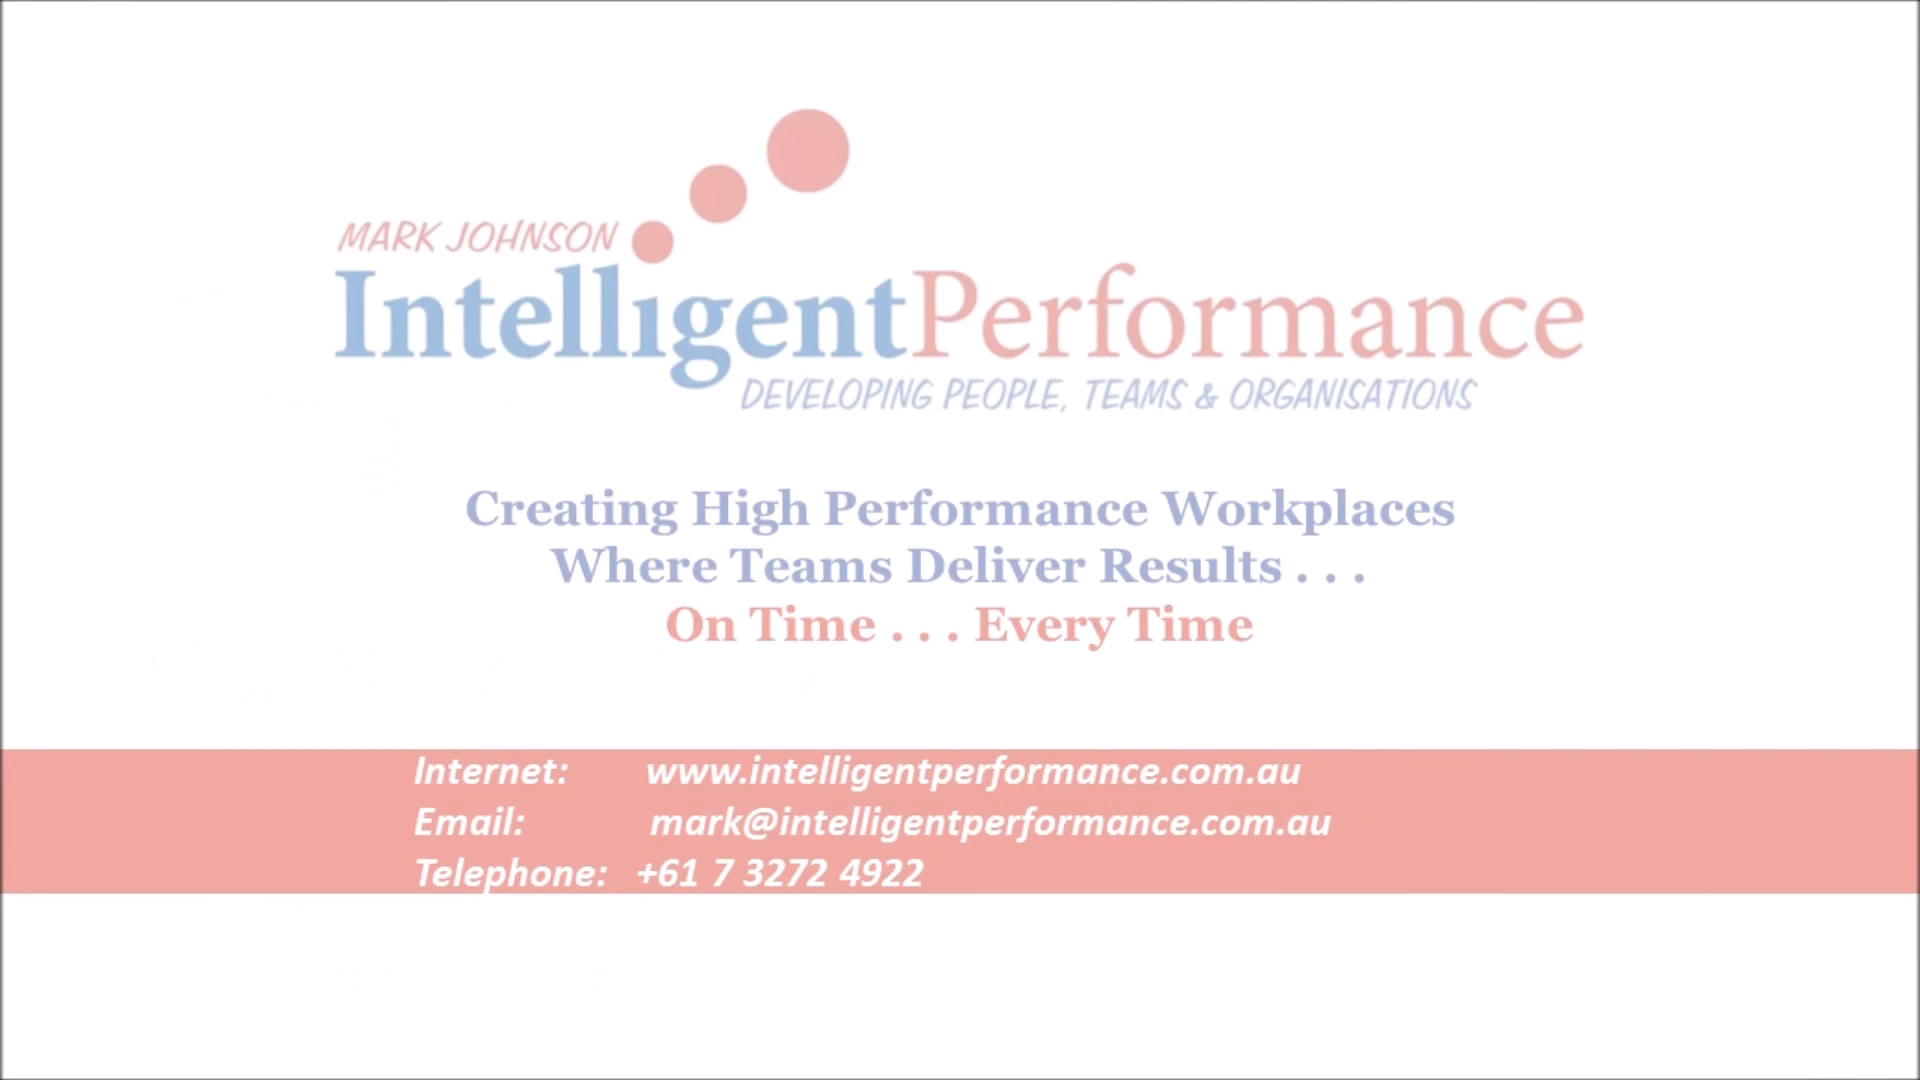 MARK JOHNSON
IntelligentPerformance
DEVELOPING PEOPLE, TEAMS & ORGANISATIONS
Creating High Performance Workplaces
Where Teams Deliver Results . . .
On Time . . . Every Time
Internet: www.intelligentperformance.com.au
Email: mark@intelligentperformance.com.au
Telephone: +61 7 3272 4922